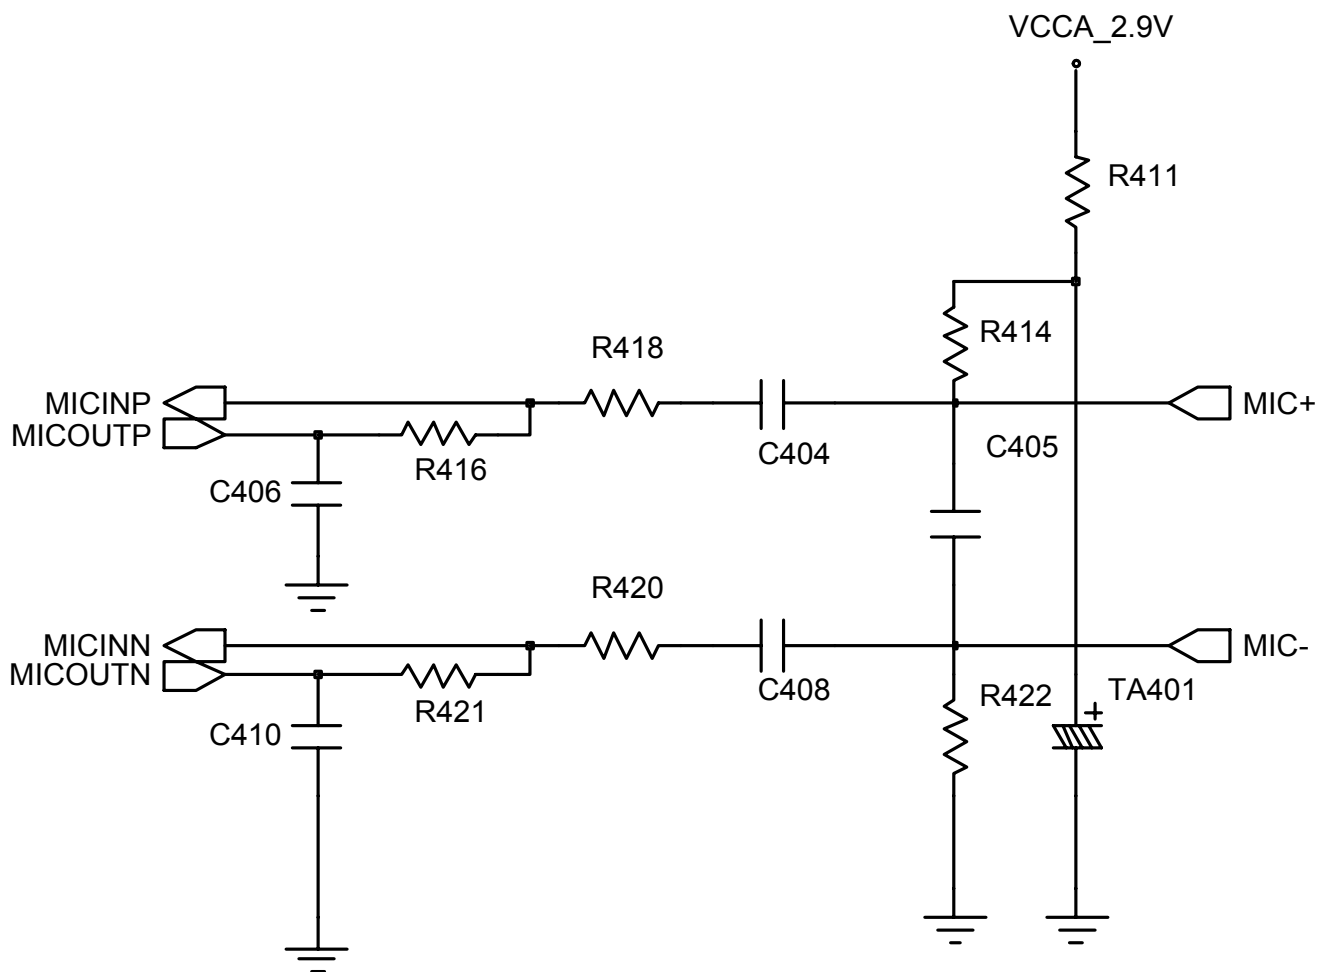 VCCA_2.9V
R411
R414
R418
MICINP
MIC+
MICOUTP
C405
C404
R416
C406
R420
MICINN
MIC-
MICOUTN
C408
R422
TA401
+
R421
C410